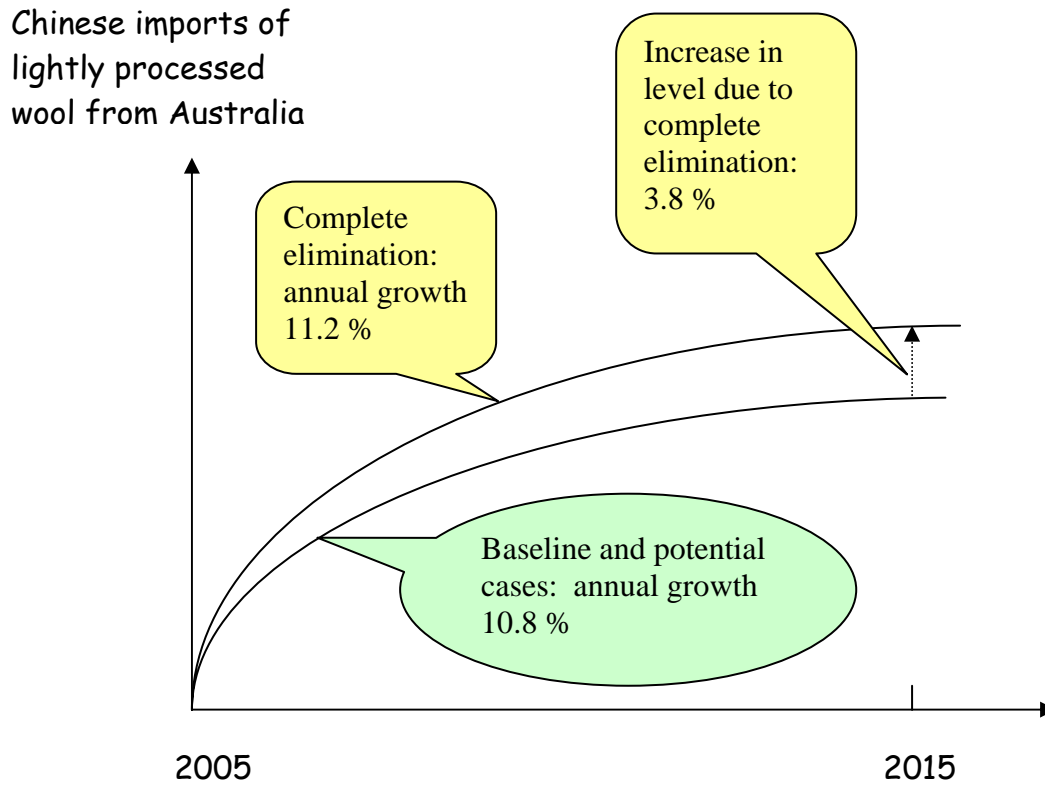 Chinese imports of
lightly processed
wool from Australia
Increase in
level due to
complete
elimination:
3.8 %
Complete
elimination:
annual growth
11.2 %
Baseline and potential
cases:  annual growth
10.8 %
2005
2015